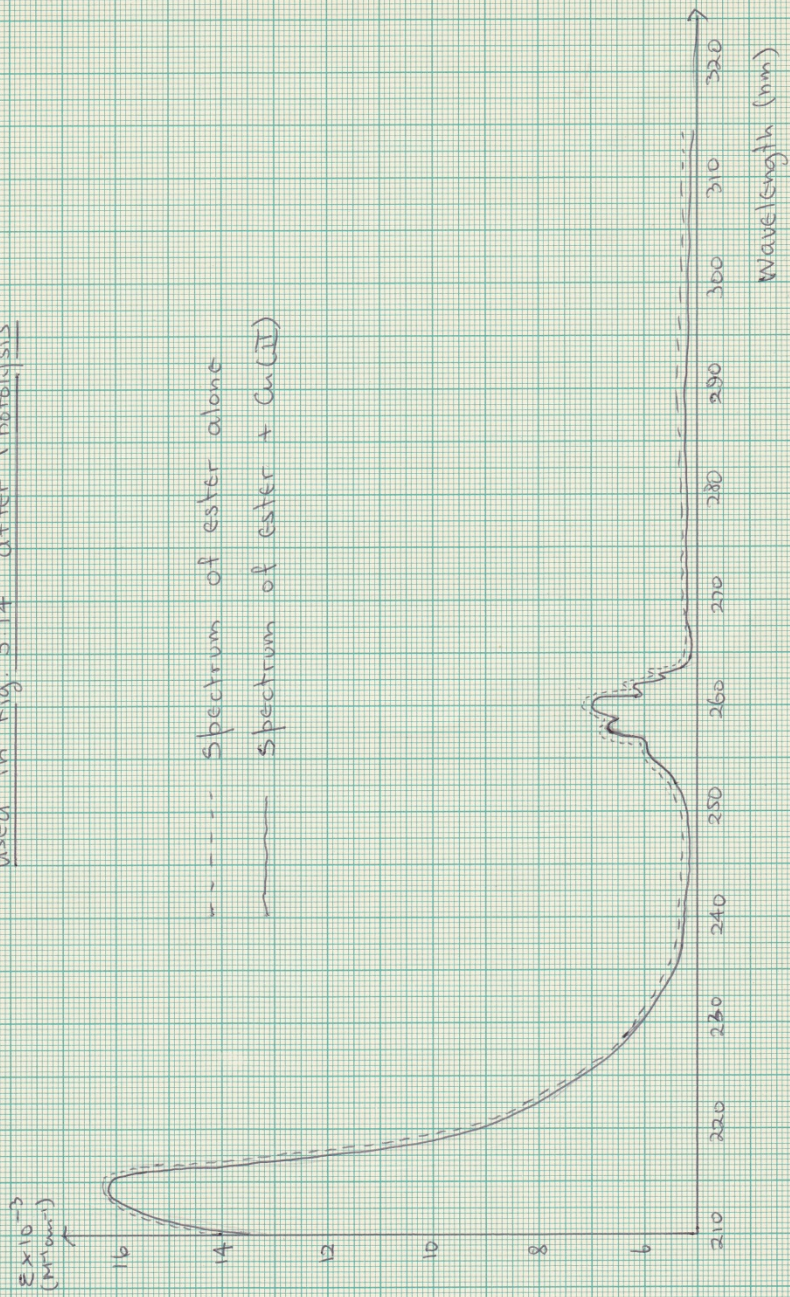 used in Fig. 3·14 after Photolysis
---- Spectrum of ester alone
—— Spectrum of ester + Cu(II)
ε×10⁻³
(M⁻¹cm⁻¹)
16
14
12
10
8
6
210 220 230 240 250 260 270 280 290 300 310 320
Wavelength (nm)